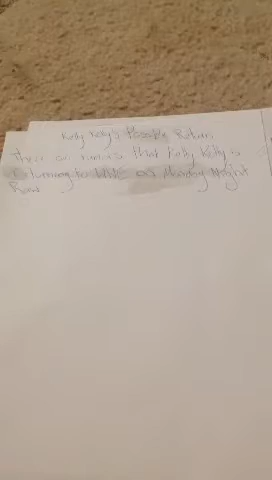 Kelly Kelly's Possible Return
There are rumors that Kelly Kelly is
returning to WWE on Monday Night
Raw